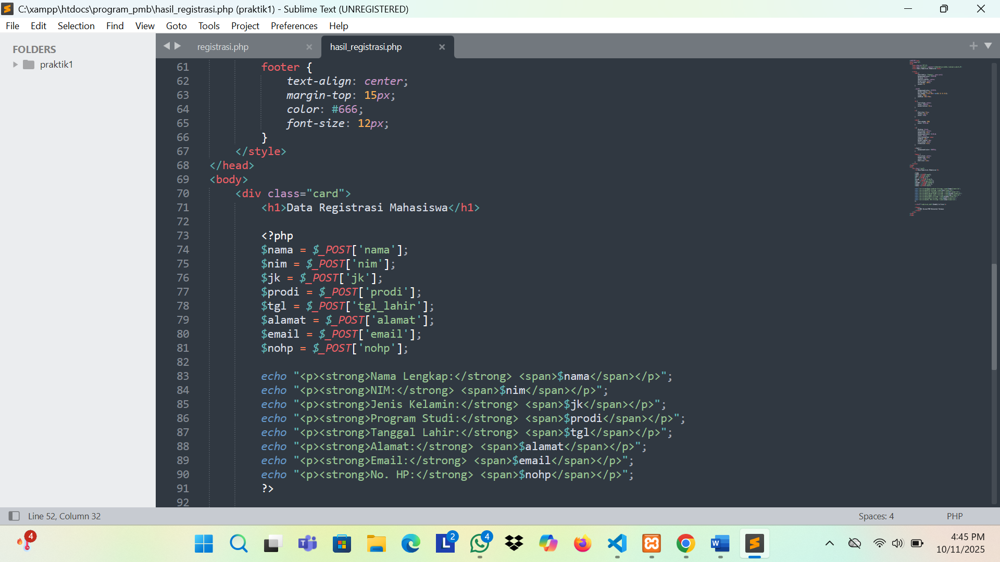 C:\xampp\htdocs\program_pmb\hasil_registrasi.php (praktik1) - Sublime Text (UNREGISTERED)
File Edit Selection Find View Goto Tools Project Preferences Help
FOLDERS
praktik1
registrasi.php
hasil_registrasi.php
61 footer {
62 text-align: center;
63 margin-top: 15px;
64 color: #666;
65 font-size: 12px;
66 }
67 </style>
68 </head>
69 <body>
70 <div class="card">
71 <h1>Data Registrasi Mahasiswa</h1>
72
73 <?php
74 $nama = $_POST['nama'];
75 $nim = $_POST['nim'];
76 $jk = $_POST['jk'];
77 $prodi = $_POST['prodi'];
78 $tgl = $_POST['tgl_lahir'];
79 $alamat = $_POST['alamat'];
80 $email = $_POST['email'];
81 $nohp = $_POST['nohp'];
82
83 echo "<p><strong>Nama Lengkap:</strong> <span>$nama</span></p>";
84 echo "<p><strong>NIM:</strong> <span>$nim</span></p>";
85 echo "<p><strong>Jenis Kelamin:</strong> <span>$jk</span></p>";
86 echo "<p><strong>Program Studi:</strong> <span>$prodi</span></p>";
87 echo "<p><strong>Tanggal Lahir:</strong> <span>$tgl</span></p>";
88 echo "<p><strong>Alamat:</strong> <span>$alamat</span></p>";
89 echo "<p><strong>Email:</strong> <span>$email</span></p>";
90 echo "<p><strong>No. HP:</strong> <span>$nohp</span></p>";
91 ?>
92
Line 52, Column 32
Spaces: 4
PHP
4
2
4
4:45 PM
10/11/2025